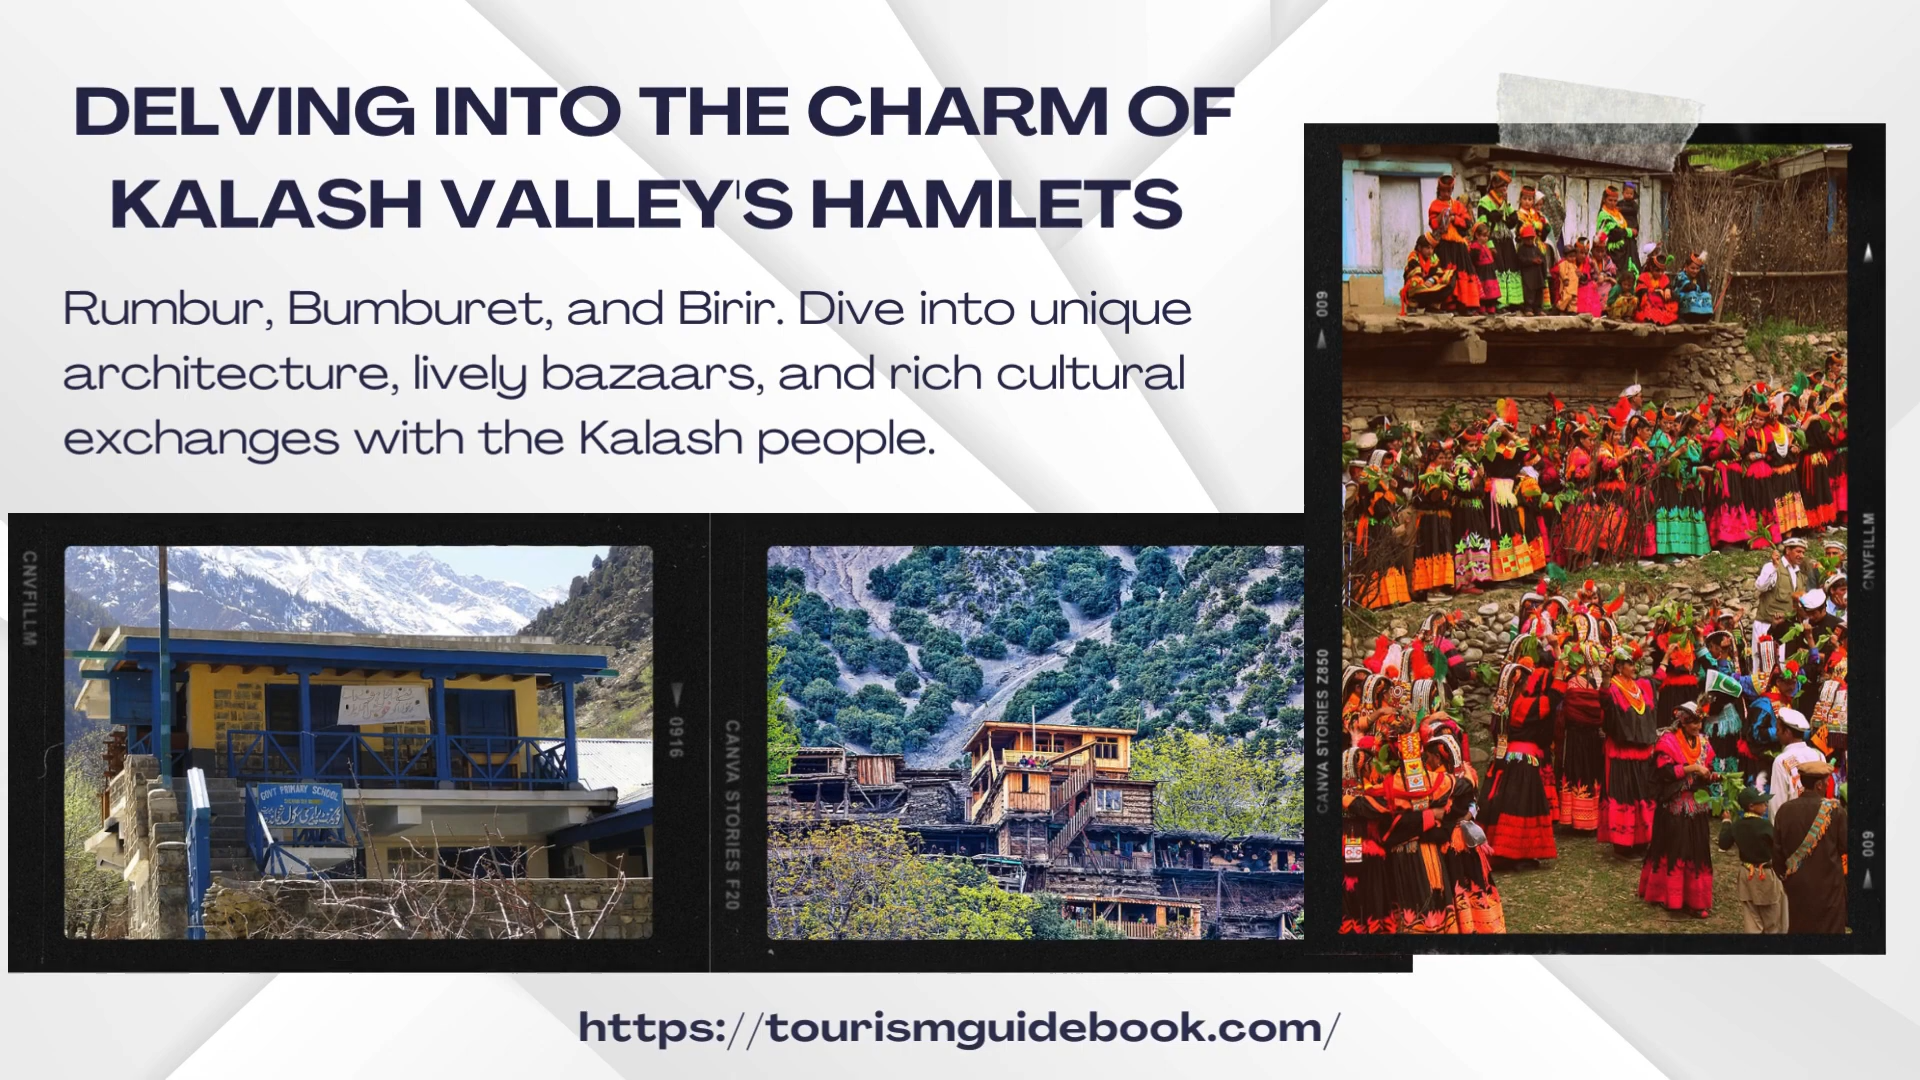 DELVING INTO THE CHARM OF
KALASH VALLEY'S HAMLETS
Rumbur, Bumburet, and Birir. Dive into unique
architecture, lively bazaars, and rich cultural
exchanges with the Kalash people.
CNVFILLM
0916
GOVT PRIMARY SCHOOL
CANVA STORIES F20
009
CANVA STORIES Z850
CNVFILLM
009
https://tourismguidebook.com/